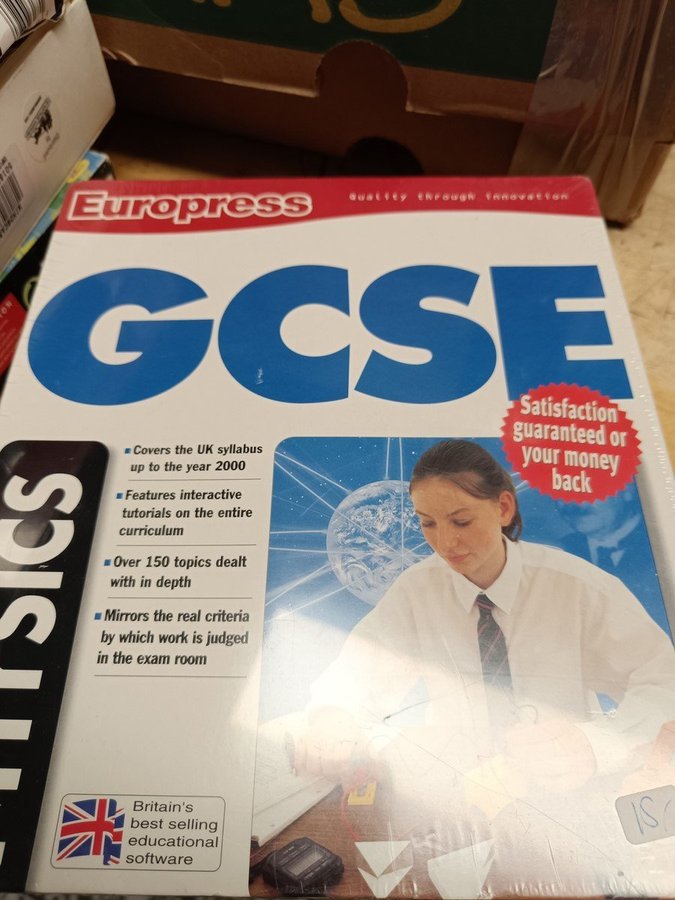 Europress
Quality through innovation
GCSE
Satisfaction
guaranteed or
your money
back
Covers the UK syllabus
up to the year 2000
Features interactive
tutorials on the entire
curriculum
Over 150 topics dealt
with in depth
Mirrors the real criteria
by which work is judged
in the exam room
Britain's
best selling
educational
software